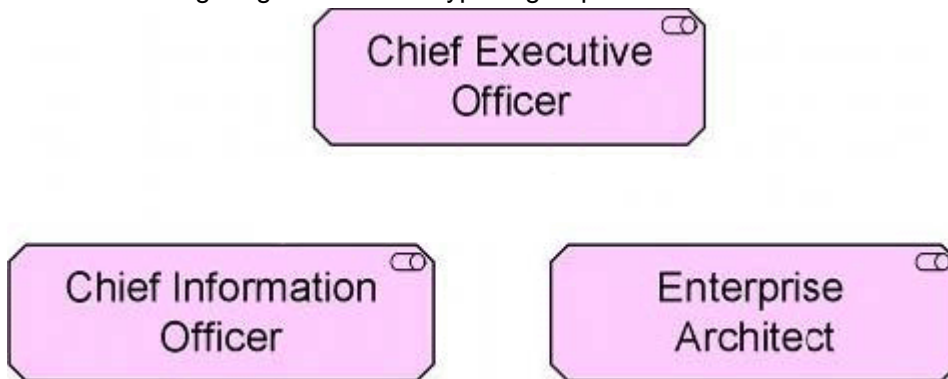 Chief Executive
Officer
Chief Information
Officer
Enterprise
Architect